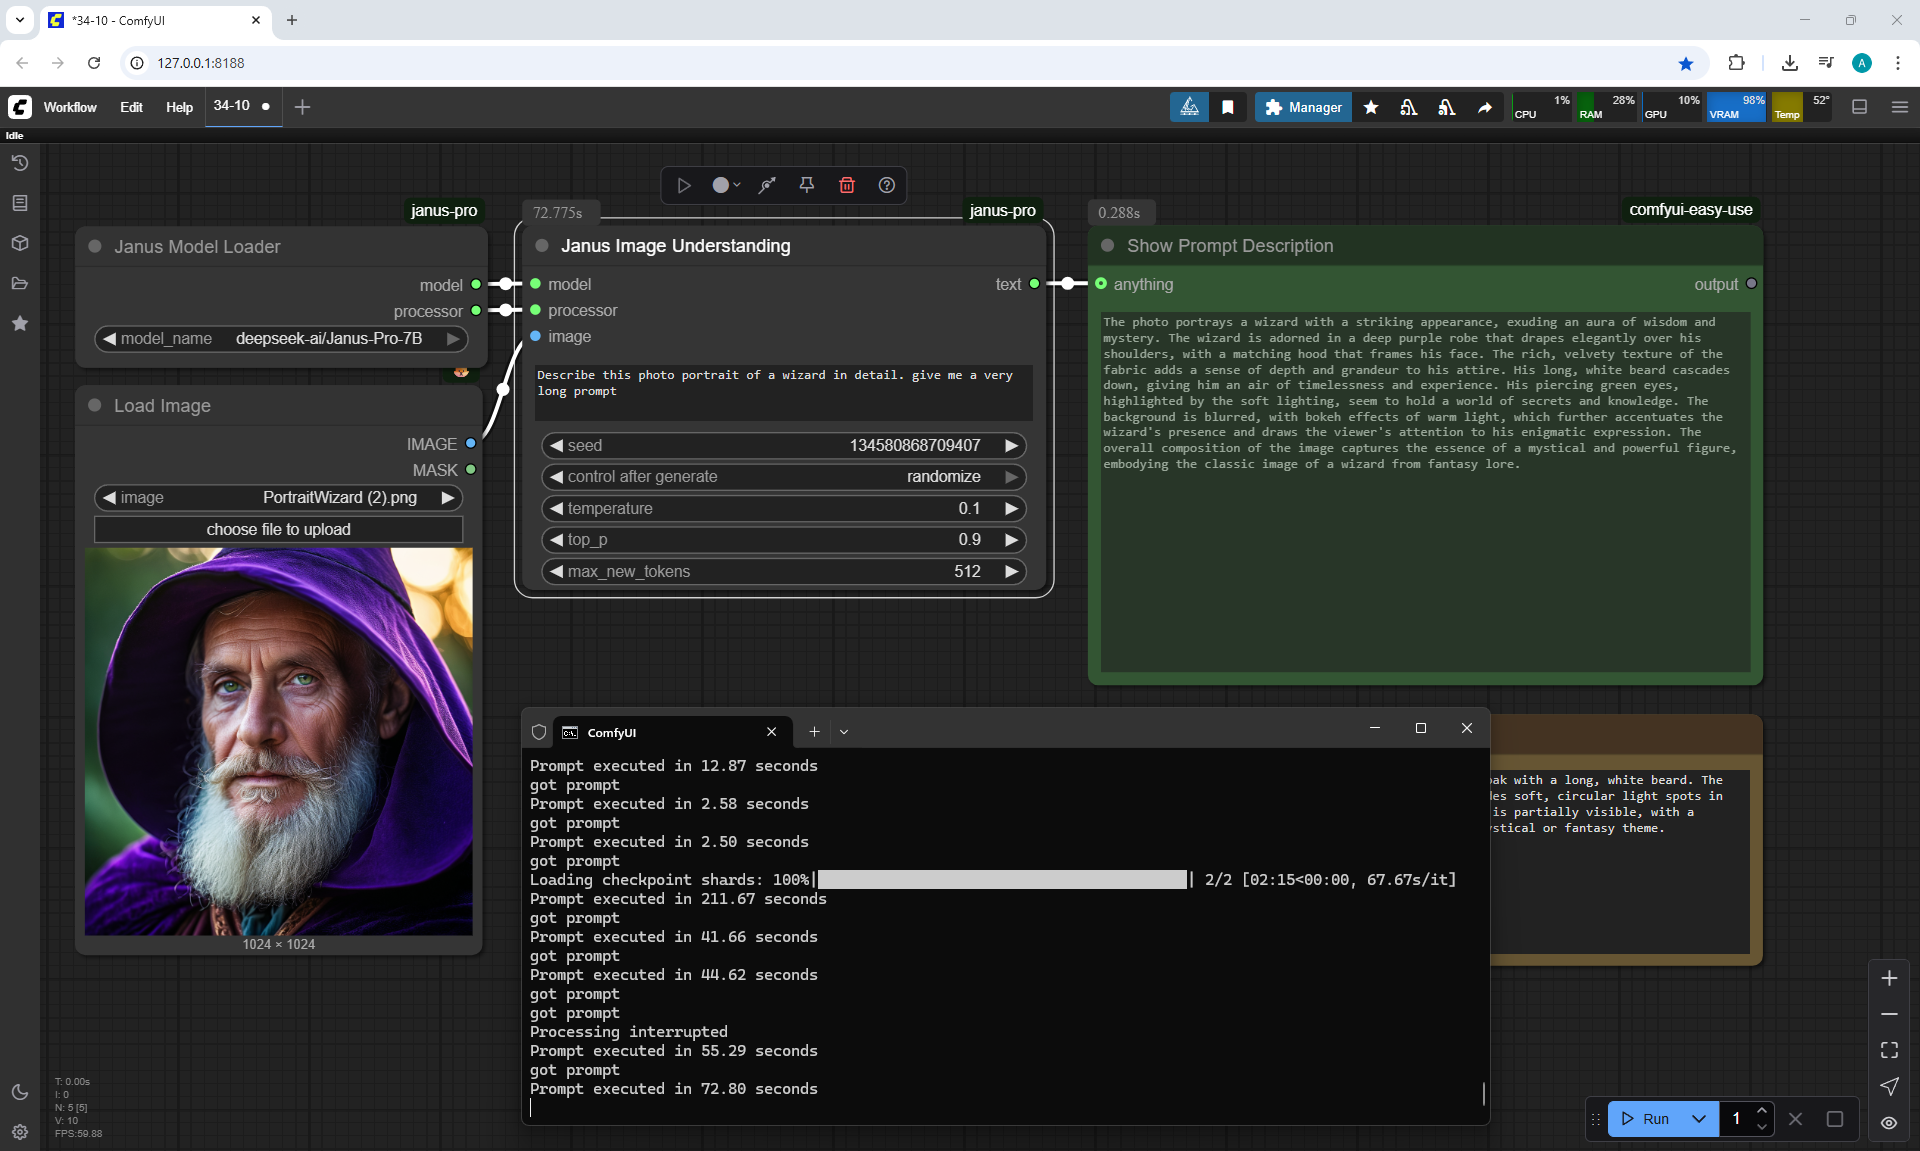 *34-10 - ComfyUI
127.0.0.1:8188
Workflow
Edit
Help
34-10
Manager
CPU
1%
RAM
28%
GPU
10%
VRAM
98%
Temp
52°
Idle
janus-pro
Janus Model Loader
model
processor
model_name
deepseek-ai/Janus-Pro-7B
Load Image
IMAGE
MASK
image
PortraitWizard (2).png
choose file to upload
1024 × 1024
72.775s
janus-pro
Janus Image Understanding
model
text
processor
image
Describe this photo portrait of a wizard in detail. give me a very
long prompt
seed
134580868709407
control after generate
randomize
temperature
0.1
top_p
0.9
max_new_tokens
512
0.288s
comfyui-easy-use
Show Prompt Description
anything
output
The photo portrays a wizard with a striking appearance, exuding an aura of wisdom and
mystery. The wizard is adorned in a deep purple robe that drapes elegantly over his
shoulders, with a matching hood that frames his face. The rich, velvety texture of the
fabric adds a sense of depth and grandeur to his attire. His long, white beard cascades
down, giving him an air of timelessness and experience. His piercing green eyes,
highlighted by the soft lighting, seem to hold a world of secrets and knowledge. The
background is blurred, with bokeh effects of warm light, which further accentuates the
wizard's presence and draws the viewer's attention to his enigmatic expression. The
overall composition of the image captures the essence of a mystical and powerful figure,
embodying the classic image of a wizard from fantasy lore.
ComfyUI
Prompt executed in 12.87 seconds
got prompt
Prompt executed in 2.58 seconds
got prompt
Prompt executed in 2.50 seconds
got prompt
Loading checkpoint shards: 100%| | 2/2 [02:15<00:00, 67.67s/it]
Prompt executed in 211.67 seconds
got prompt
Prompt executed in 41.66 seconds
got prompt
Prompt executed in 44.62 seconds
got prompt
got prompt
Processing interrupted
Prompt executed in 55.29 seconds
got prompt
Prompt executed in 72.80 seconds
with a long, white beard. The
soft, circular light spots in
is partially visible, with a
or fantasy theme.
T: 0.00s
I: 0
N: 5 [5]
V: 10
FPS:59.88
Run
1
A